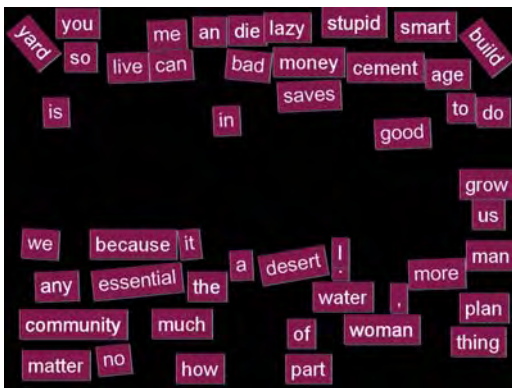 yard you me an die lazy stupid smart build
so live can bad money cement age
is in saves good to do
grow
us
we because it a desert I . more man
any essential the water , plan
community much of woman thing
matter no how part